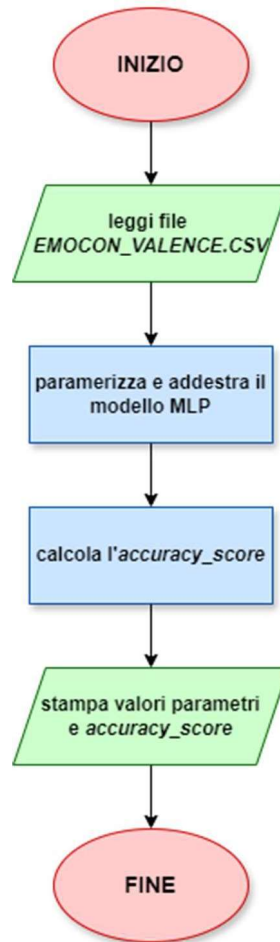 INIZIO
leggi file
EMOCON_VALENCE.CSV
paramerizza e addestra il
modello MLP
calcola l'accuracy_score
stampa valori parametri
e accuracy_score
FINE